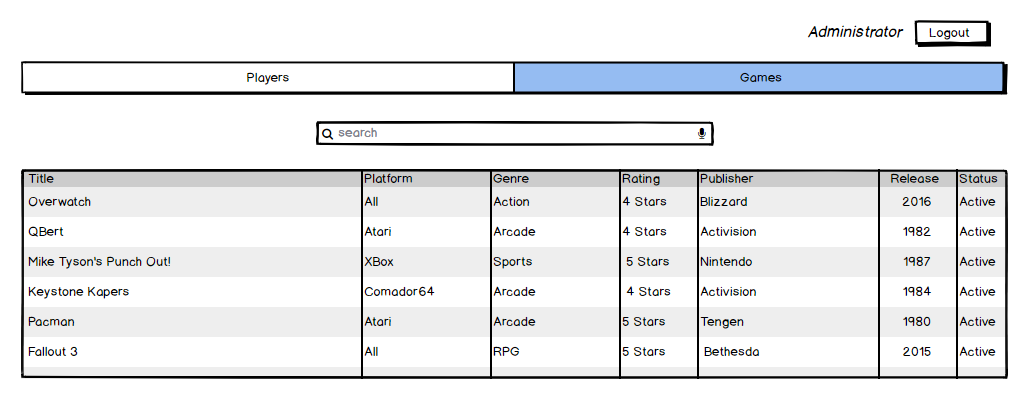 Administrator Logout
Players Games
search
Title Platform Genre Rating Publisher Release Status
Overwatch All Action 4 Stars Blizzard 2016 Active
QBert Atari Arcade 4 Stars Activision 1982 Active
Mike Tyson's Punch Out! XBox Sports 5 Stars Nintendo 1987 Active
Keystone Kapers Comador64 Arcade 4 Stars Activision 1984 Active
Pacman Atari Arcade 5 Stars Tengen 1980 Active
Fallout 3 All RPG 5 Stars Bethesda 2015 Active